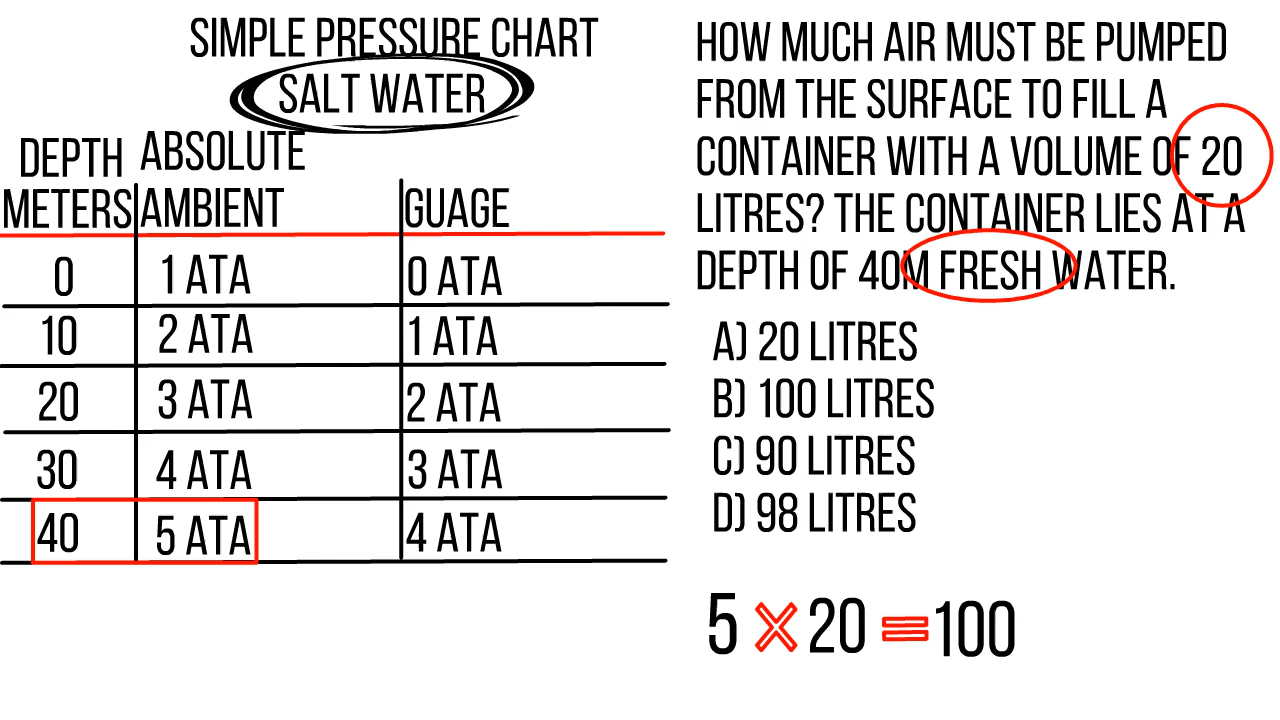 SIMPLE PRESSURE CHART
SALT WATER
DEPTH METERS ABSOLUTE AMBIENT GUAGE
0 1 ATA 0 ATA
10 2 ATA 1 ATA
20 3 ATA 2 ATA
30 4 ATA 3 ATA
40 5 ATA 4 ATA
HOW MUCH AIR MUST BE PUMPED
FROM THE SURFACE TO FILL A
CONTAINER WITH A VOLUME OF 20
LITRES? THE CONTAINER LIES AT A
DEPTH OF 40M FRESH WATER.
A) 20 LITRES
B) 100 LITRES
C) 90 LITRES
D) 98 LITRES
5 × 20 = 100